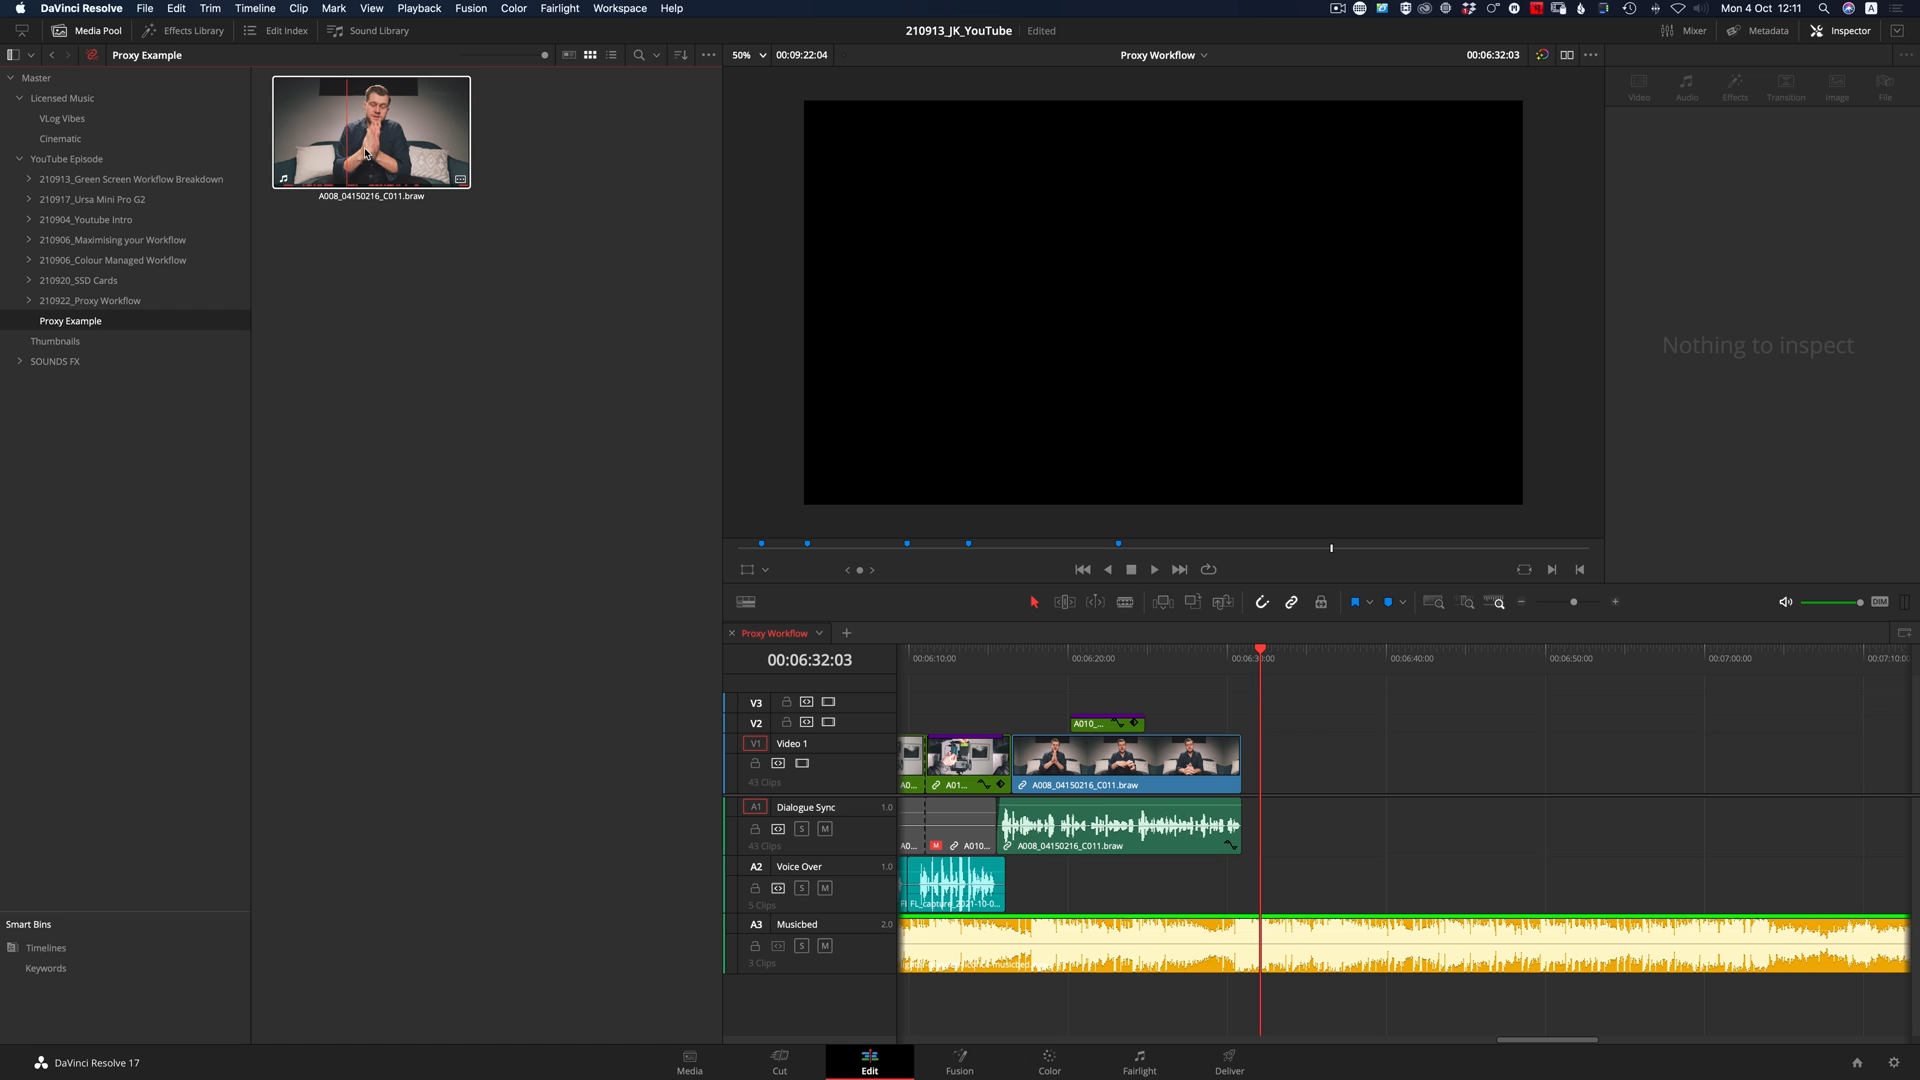 DaVinci Resolve File Edit Trim Timeline Clip Mark View Playback Fusion Color Fairlight Workspace Help Mon 4 Oct 12:11
Media Pool Effects Library Edit Index Sound Library 210913_JK_YouTube Edited Mixer Metadata Inspector
Proxy Example 50% 00:09:22:04 Proxy Workflow 00:06:32:03
Master
Licensed Music
VLog Vibes
Cinematic
YouTube Episode
210913_Green Screen Workflow Breakdown
210917_Ursa Mini Pro G2
210904_Youtube Intro
210906_Maximising your Workflow
210906_Colour Managed Workflow
210920_SSD Cards
210922_Proxy Workflow
Proxy Example
Thumbnails
SOUNDS FX
A008_04150216_C011.braw
Video Audio Effects Transition Image File
Nothing to inspect
DIM
Proxy Workflow
00:06:32:03
00:06:10:00 00:06:20:00 00:06:40:00 00:06:50:00 00:07:00:00 00:07:10:00
V3
V2
A010_...
V1 Video 1
43 Clips
A0... A01... A008_04150216_C011.braw
A1 Dialogue Sync 1.0
S M
43 Clips
A0... M A010... A008_04150216_C011.braw
A2 Voice Over 1.0
S M
5 Clips
FL_capture_2021-10-0...
A3 Musicbed 2.0
S M
3 Clips
Smart Bins
Timelines
Keywords
DaVinci Resolve 17
Media Cut Edit Fusion Color Fairlight Deliver